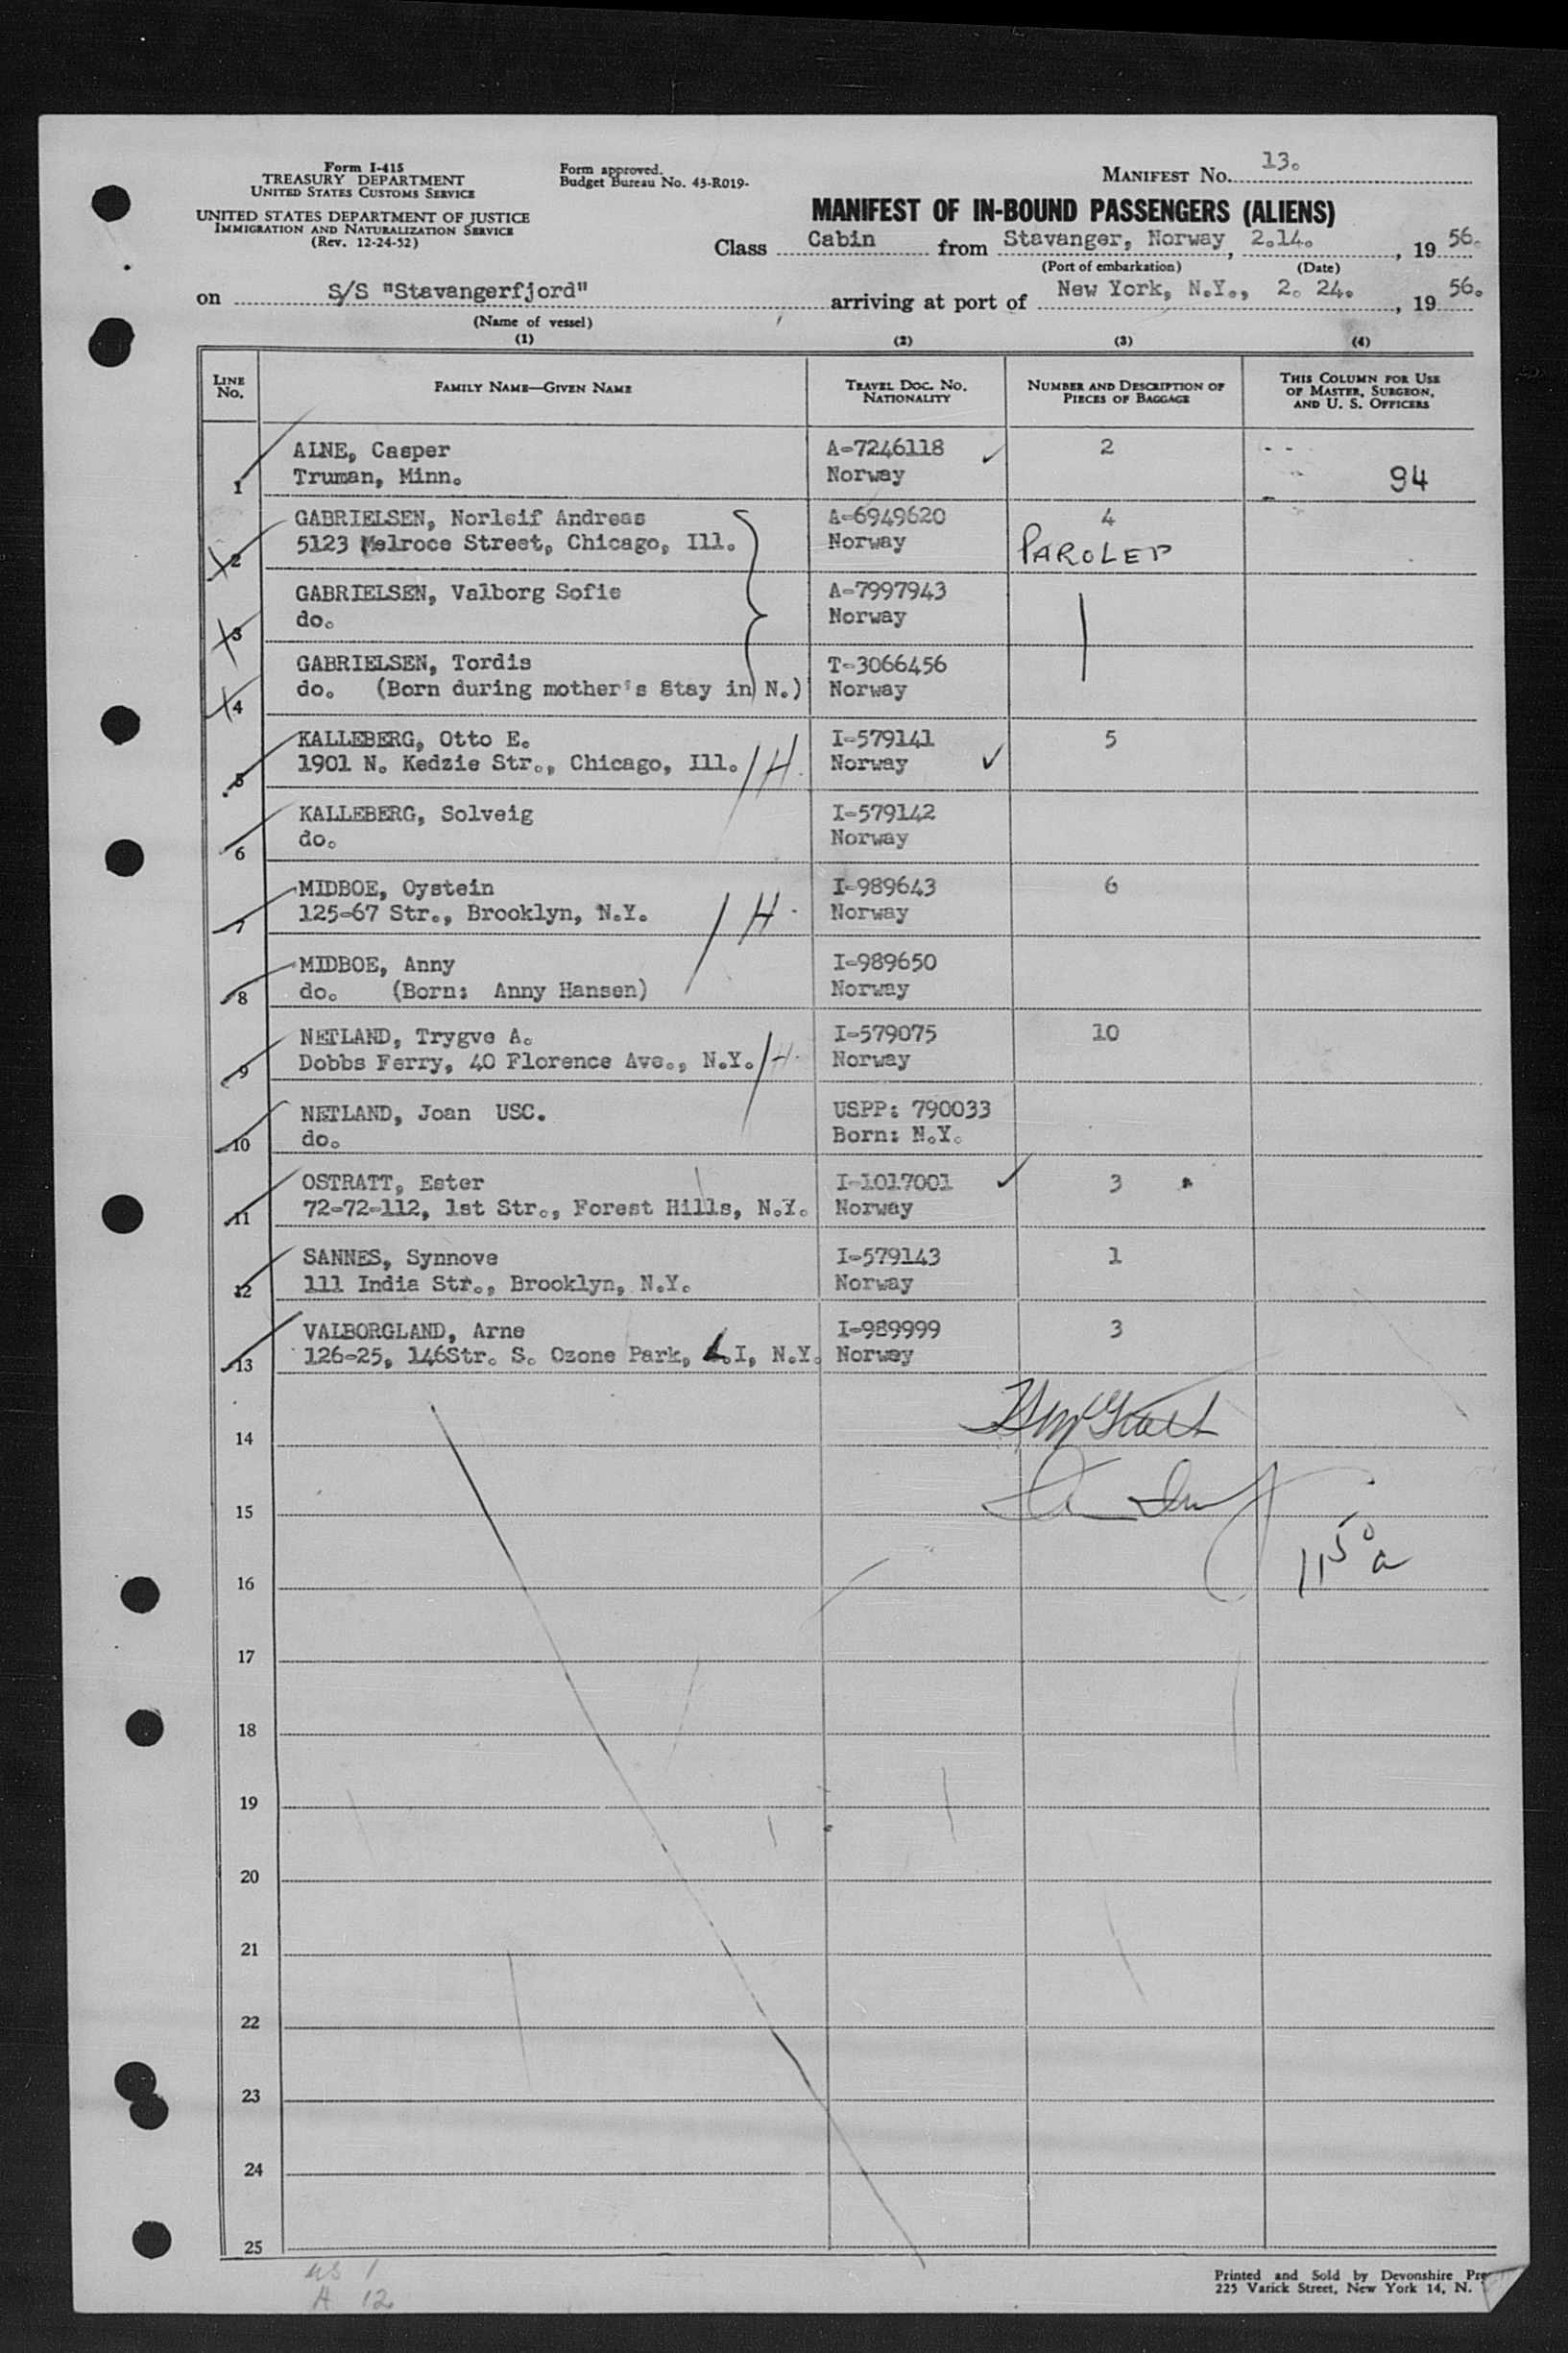 Form I-415
TREASURY DEPARTMENT
UNITED STATES CUSTOMS SERVICE
UNITED STATES DEPARTMENT OF JUSTICE
IMMIGRATION AND NATURALIZATION SERVICE
(Rev. 12-24-52)
Form approved.
Budget Bureau No. 43-R019-
MANIFEST No. 13.
MANIFEST OF IN-BOUND PASSENGERS (ALIENS)
Class Cabin from Stavanger, Norway, 2.14., 19 56.
(Port of embarkation) (Date)
on S/S "Stavangerfjord" arriving at port of New York, N.Y., 2. 24., 19 56.
(Name of vessel)
(1) (2) (3) (4)
LINE No. FAMILY NAME—GIVEN NAME TRAVEL DOC. NO. NATIONALITY NUMBER AND DESCRIPTION OF PIECES OF BAGGAGE THIS COLUMN FOR USE OF MASTER, SURGEON, AND U. S. OFFICERS
ALNE, Casper A-7246118 2
1 Truman, Minn. Norway 94
GABRIELSEN, Norleif Andreas A-6949620 4
2 5123 Melroce Street, Chicago, Ill. Norway PAROLED
GABRIELSEN, Valborg Sofie A-7997943
3 do. Norway
GABRIELSEN, Tordis T-3066456
4 do. (Born during mother's stay in N.) Norway
KALLEBERG, Otto E. I-579141 5
5 1901 N. Kedzie Str., Chicago, Ill. H. Norway
KALLEBERG, Solveig I-579142
6 do. Norway
MIDBOE, Oystein I-989643 6
7 125-67 Str., Brooklyn, N.Y. H. Norway
MIDBOE, Anny I-989650
8 do. (Born: Anny Hansen) Norway
NETLAND, Trygve A. I-579075 10
9 Dobbs Ferry, 40 Florence Ave., N.Y. H. Norway
NETLAND, Joan USC. USPP: 790033
10 do. Born: N.Y.
OSTRATT, Ester I-1017001 3
11 72-72-112, 1st Str., Forest Hills, N.Y. Norway
SANNES, Synnove I-579143 1
12 111 India Str., Brooklyn, N.Y. Norway
VALBORGLAND, Arne I-989999 3
13 126-25, 146Str. S. Ozone Park, L.I, N.Y. Norway
14
15
1150a
16
17
18
19
20
21
22
23
24
25
US 1
A 12
Printed and Sold by Devonshire
225 Varick Street, New York 14, N.